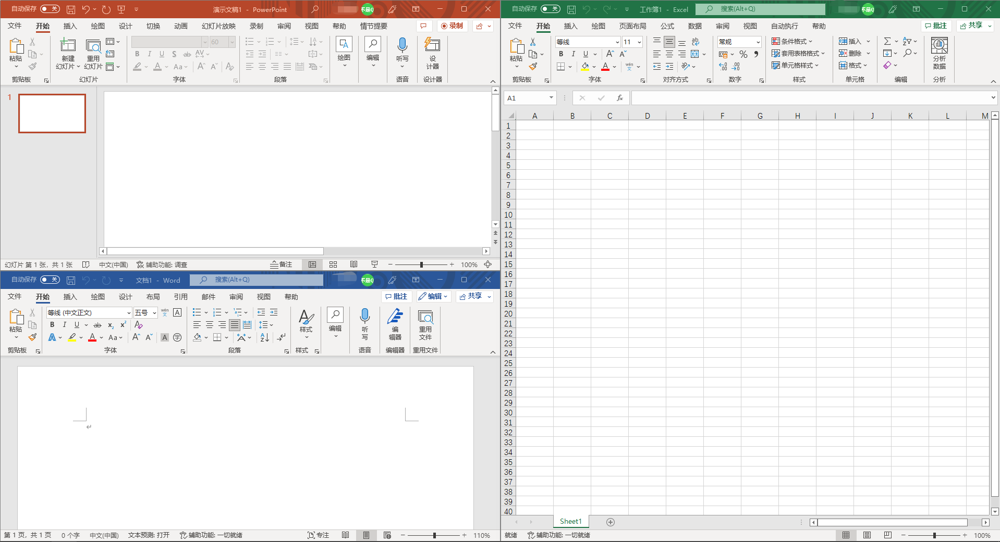 自动保存 关 演示文稿1 - PowerPoint 不是Q
文件 开始 插入 绘图 设计 切换 动画 幻灯片放映 录制 审阅 视图 帮助 情节提要 录制
粘贴 新建 幻灯片 重用 幻灯片 60 B I U S ab AV Aa A A 绘图 编辑 听写 设计器
剪贴板 幻灯片 字体 段落 语音 设计器
1
幻灯片 第 1 张，共 1 张 中文(中国) 辅助功能: 调查 备注 100%
自动保存 关 文档1 - Word 搜索(Alt+Q) 不是Q
文件 开始 插入 绘图 设计 布局 引用 邮件 审阅 视图 帮助 批注 编辑 共享
粘贴 等线 (中文正文) 五号 wén 文 A B I U ab x₂ x² A A Aa A A A 字 样式 编辑 听写 编辑器 重用文件
剪贴板 字体 段落 样式 语音 编辑器 重用文件
第 1 页，共 1 页 0 个字 中文(中国) 文本预测: 打开 辅助功能: 一切就绪 专注 110%
自动保存 关 工作簿1 - Excel 搜索(Alt+Q) 不是Q
文件 开始 插入 绘图 页面布局 公式 数据 审阅 视图 自动执行 帮助 批注 共享
粘贴 等线 11 B I U A A A wén 文 ab 常规 % 条件格式 套用表格格式 单元格样式 插入 删除 格式 分析数据
剪贴板 字体 对齐方式 数字 样式 单元格 编辑 分析
A1 fx
A B C D E F G H I J K L M
1
2
3
4
5
6
7
8
9
10
11
12
13
14
15
16
17
18
19
20
21
22
23
24
25
26
27
28
29
30
31
32
33
34
35
36
37
38
39
40
Sheet1
就绪 辅助功能: 一切就绪 100%